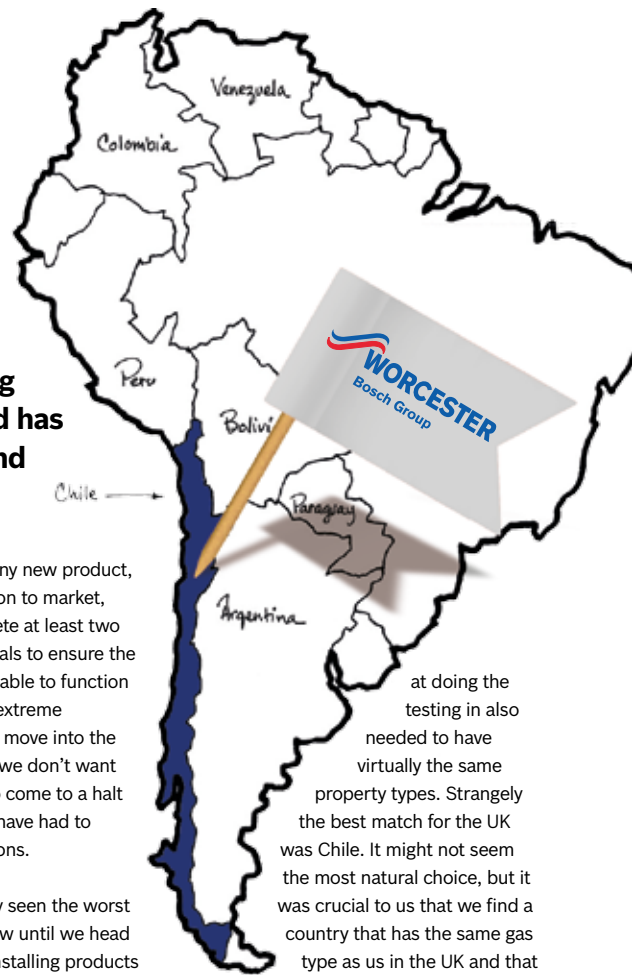 Venezuela
Colombia
Peru
Bolivi
WORCESTER
Bosch Group
Chile
Paraguay
Argentina
g
d has
nd
ny new product,
on to market,
ete at least two
als to ensure the
able to function
extreme
move into the
we don't want
come to a halt
have had to
ons.
y seen the worst
w until we head
nstalling products
at doing the
testing in also
needed to have
virtually the same
property types. Strangely
the best match for the UK
was Chile. It might not seem
the most natural choice, but it
was crucial to us that we find a
country that has the same gas
type as us in the UK and that